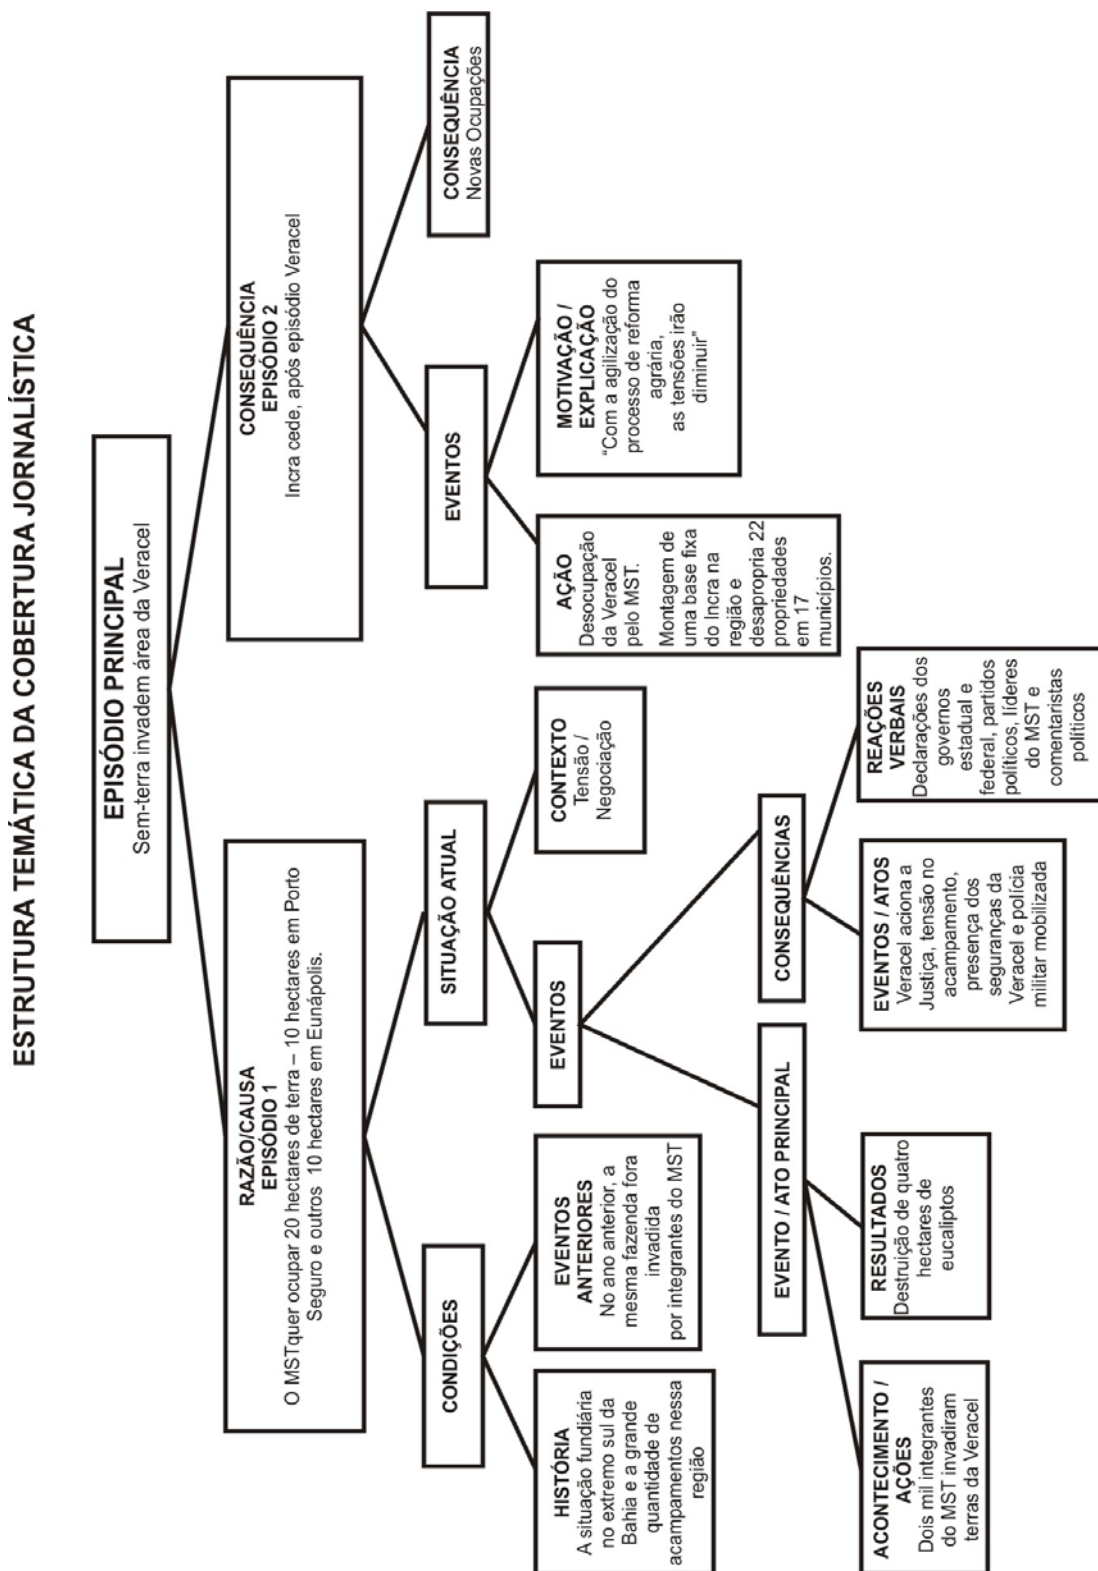 ESTRUTURA TEMÁTICA DA COBERTURA JORNALÍSTICA
EPISÓDIO PRINCIPAL
Sem-terra invadem área da Veracel
RAZÃO/CAUSA
EPISÓDIO 1
O MSTquer ocupar 20 hectares de terra – 10 hectares em Porto
Seguro e outros 10 hectares em Eunápolis.
CONSEQUÊNCIA
EPISÓDIO 2
Incra cede, após episódio Veracel
CONDIÇÕES
SITUAÇÃO ATUAL
EVENTOS
CONSEQUÊNCIA
Novas Ocupações
HISTÓRIA
A situação fundiária
no extremo sul da
Bahia e a grande
quantidade de
acampamentos nessa
região
EVENTOS
ANTERIORES
No ano anterior, a
mesma fazenda fora
invadida
por integrantes do MST
EVENTOS
CONTEXTO
Tensão /
Negociação
AÇÃO
Desocupação
da Veracel
pelo MST.
Montagem de
uma base fixa
do Incra na
região e
desapropria 22
propriedades
em 17
municípios.
MOTIVAÇÃO /
EXPLICAÇÃO
“Com a agilização do
processo de reforma
agrária,
as tensões irão
diminuir”
EVENTO / ATO PRINCIPAL
CONSEQUÊNCIAS
ACONTECIMENTO /
AÇÕES
Dois mil integrantes
do MST invadiram
terras da Veracel
RESULTADOS
Destruição de quatro
hectares de
eucaliptos
EVENTOS / ATOS
Veracel aciona a
Justiça, tensão no
acampamento,
presença dos
seguranças da
Veracel e polícia
militar mobilizada
REAÇÕES
VERBAIS
Declarações dos
governos
estadual e
federal, partidos
políticos, líderes
do MST e
comentaristas
políticos